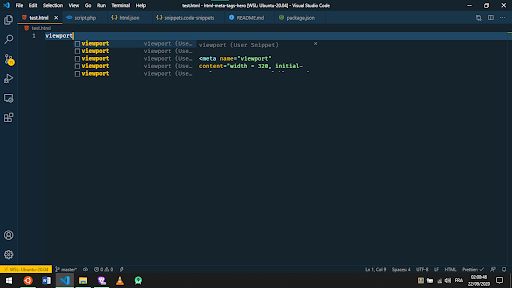 File Edit Selection View Go Run Terminal Help
test.html - html-meta-tags-hero [WSL: Ubuntu-20.04] - Visual Studio Code
test.html script.php html.json snippets.code-snippets README.md package.json
test.html
1 viewport
viewport viewport (Use...
viewport viewport (Use...
viewport viewport (Use...
viewport viewport (Use...
viewport viewport (Use...
viewport (User Snippet)
<meta name="viewport"
content="width = 320, initial-
WSL: Ubuntu-20.04 master* 0 0 Ln 1, Col 9 Spaces: 4 UTF-8 LF HTML Prettier
02:08:48
22/09/2020